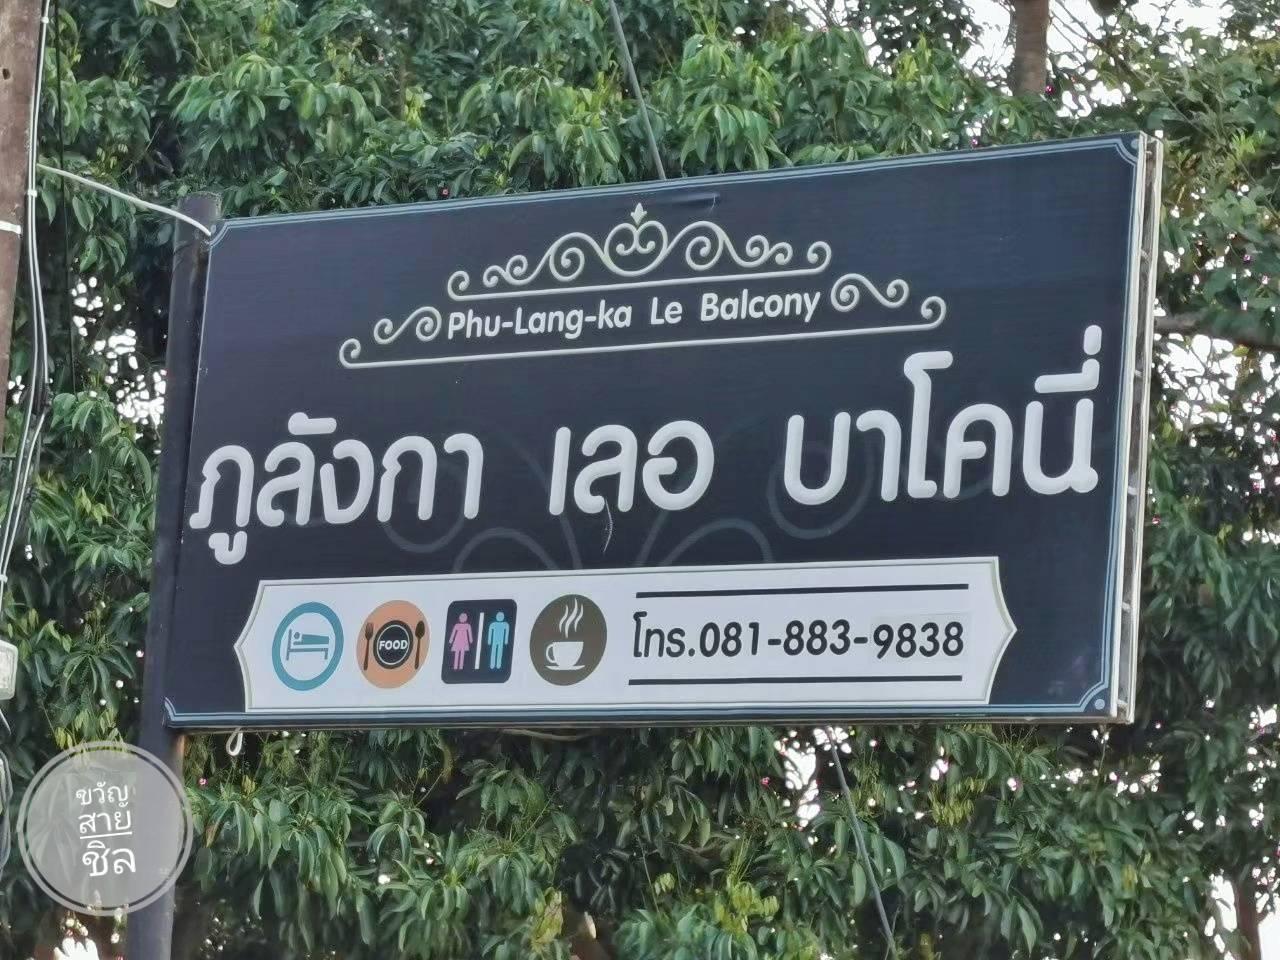 Phu-Lang-ka Le Balcony
ภูลังกา เลอ บาโคนี่
FOOD
โทร.081-883-9838
ขวัญ
สาย
ชิล